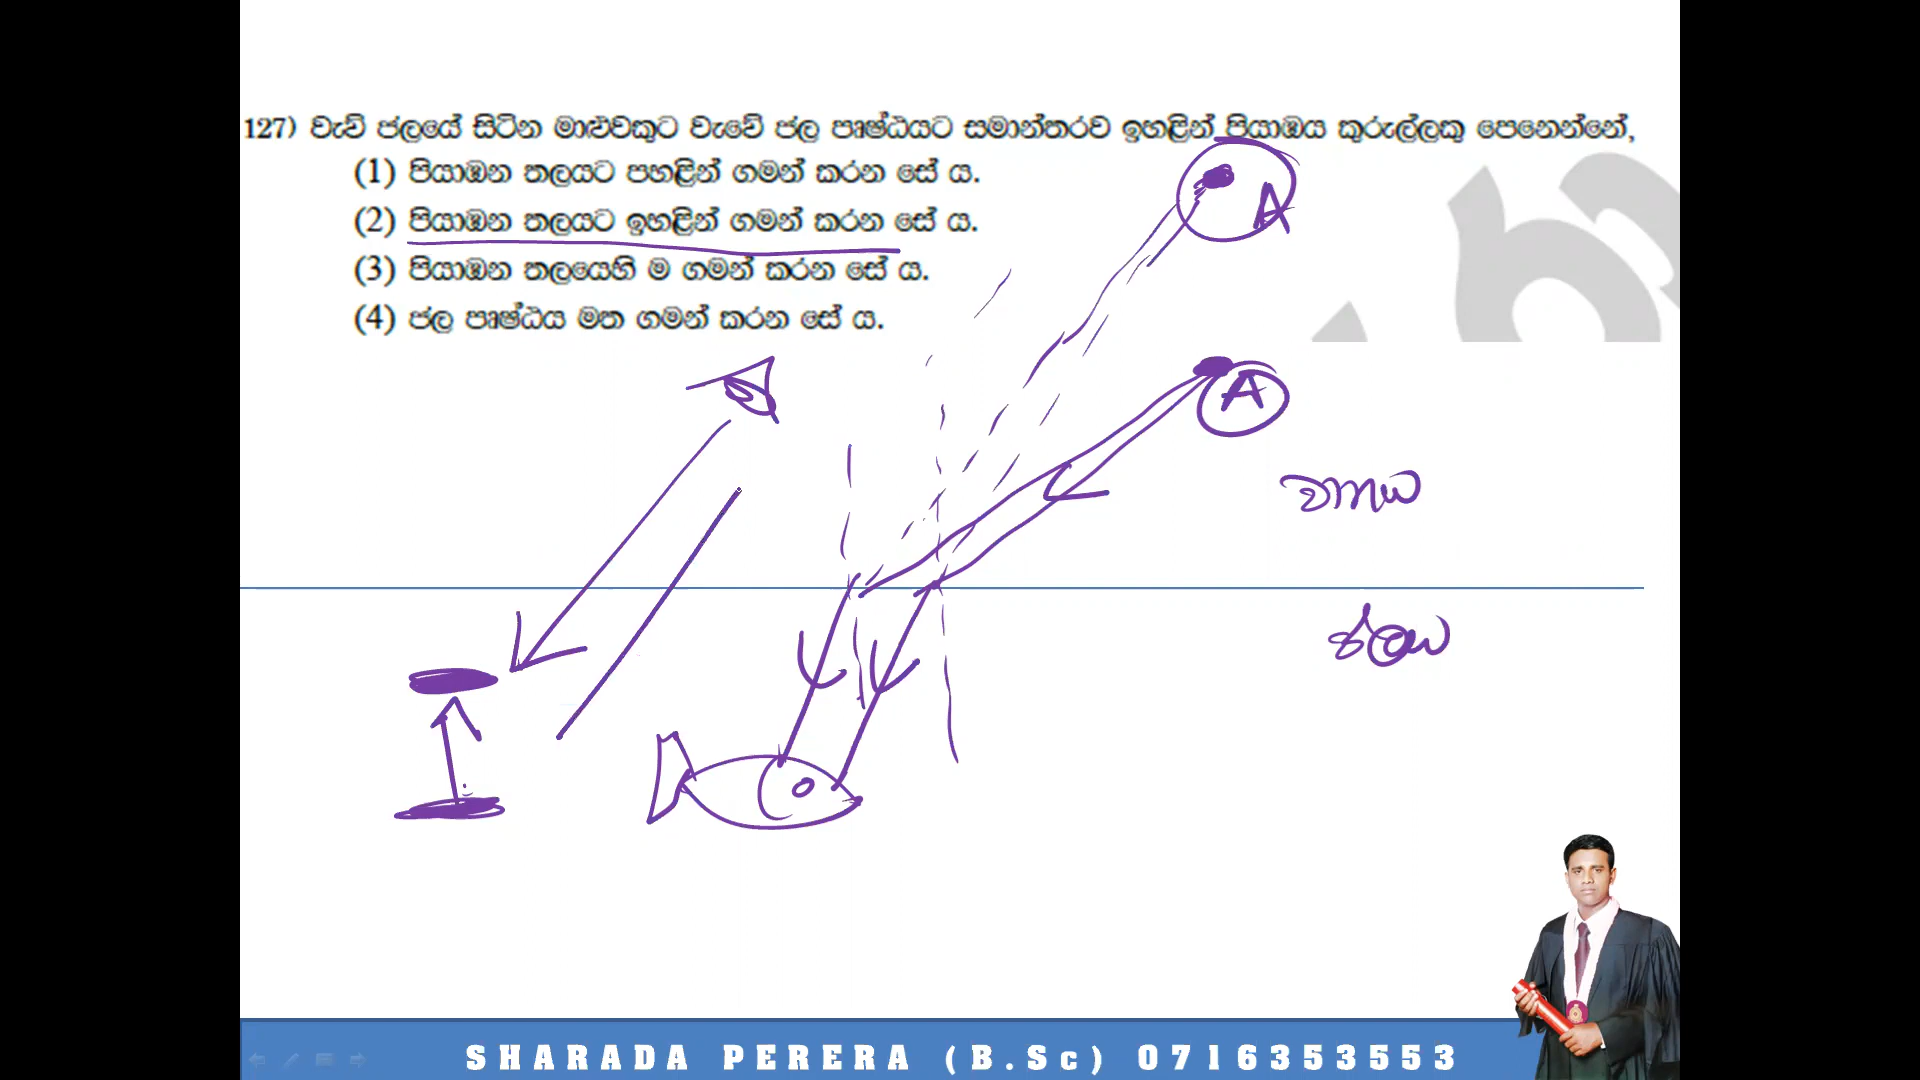 127) වැව් ජලයේ සිටින මාළුවකුට වැවේ ජල පෘෂ්ඨයට සමාන්තරව ඉහළින් පියාඹය කුරුල්ලකු පෙනෙන්නේ,
(1) පියාඹන තලයට පහළින් ගමන් කරන සේ ය.
(2) පියාඹන තලයට ඉහළින් ගමන් කරන සේ ය.
(3) පියාඹන තලයෙහි ම ගමන් කරන සේ ය.
(4) ජල පෘෂ්ඨය මත ගමන් කරන සේ ය.
A
A
වාතය
ජලය
SHARADA PERERA (B.Sc) 0716353553